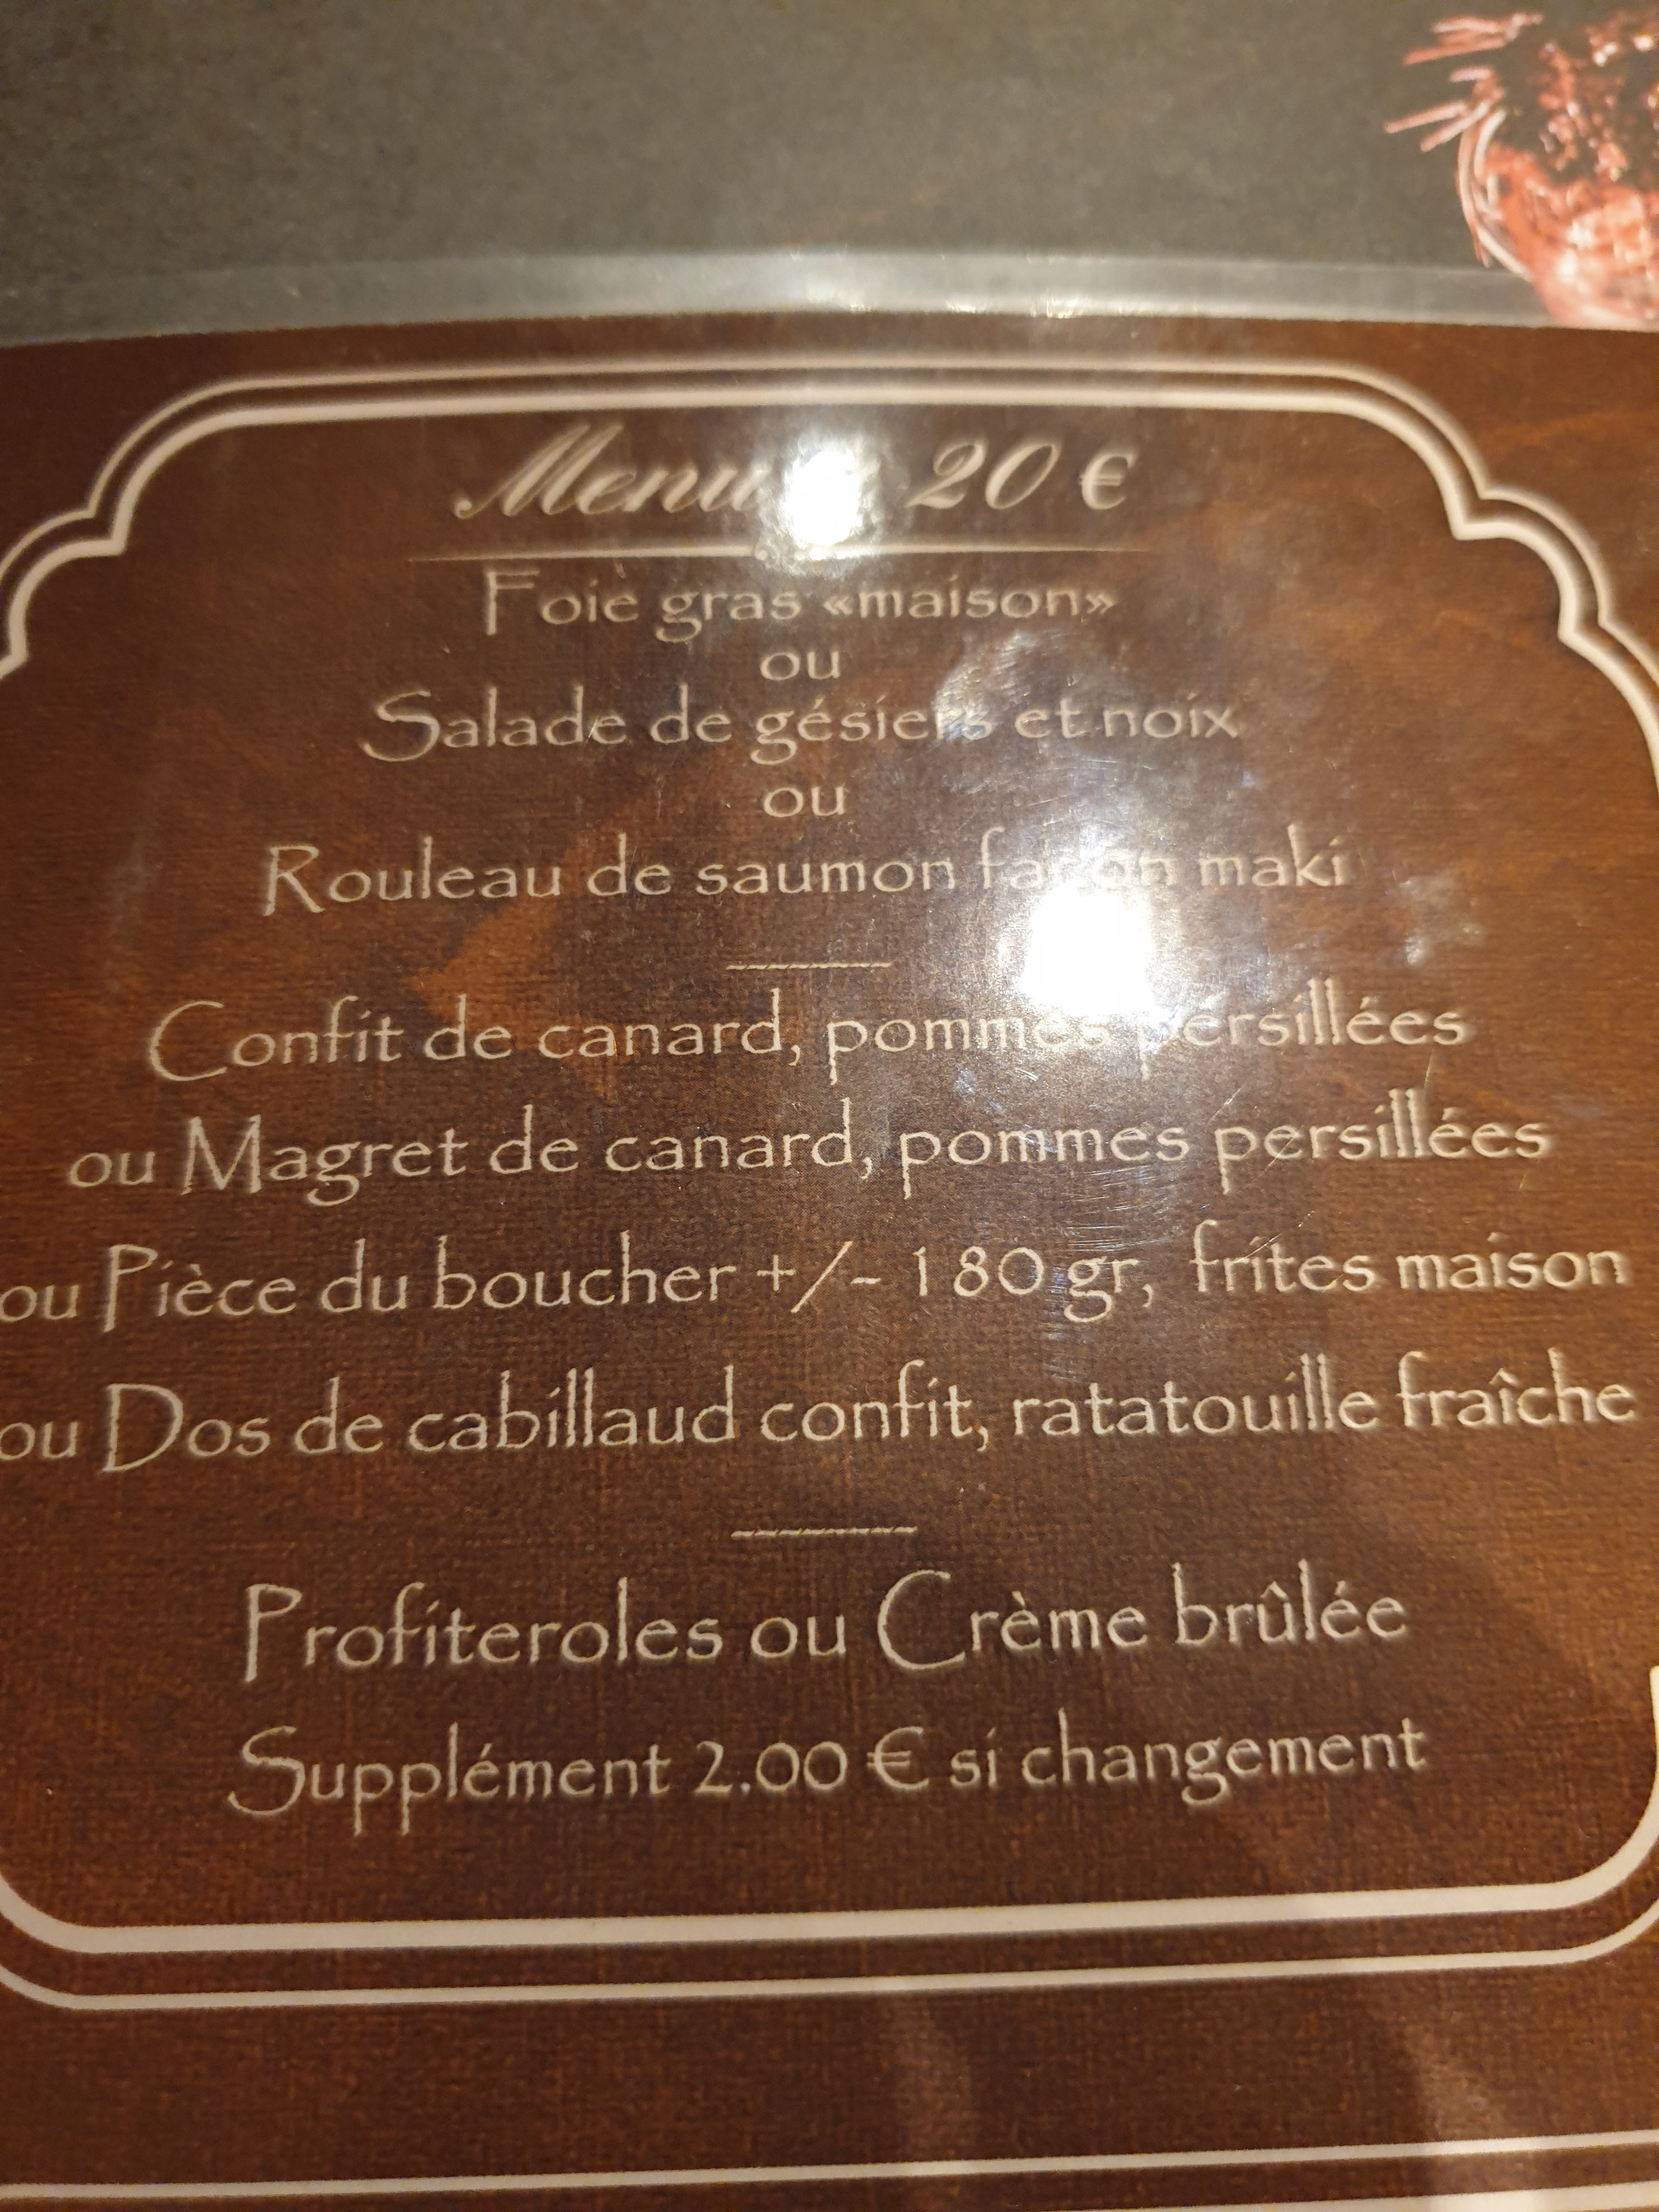 Menu 20 €
Foie gras «maison»
ou
Salade de gésiers et noix
ou
Rouleau de saumon façon maki
Confit de canard, pommes persillées
ou Magret de canard, pommes persillées
ou Pièce du boucher +/- 180 gr, frites maison
ou Dos de cabillaud confit, ratatouille fraîche
Profiteroles ou Crème brûlée
Supplément 2.00 € si changement